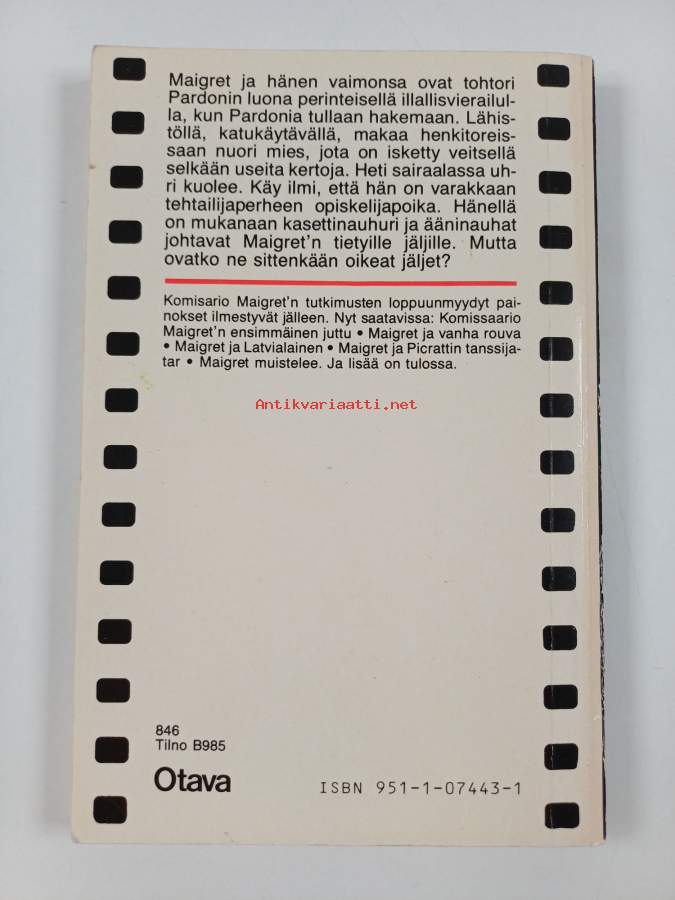 Maigret ja hänen vaimonsa ovat tohtori
Pardonin luona perinteisellä illallisvierailul-
la, kun Pardonia tullaan hakemaan. Lähis-
töllä, katukäytävällä, makaa henkitoreis-
saan nuori mies, jota on isketty veitsellä
selkään useita kertoja. Heti sairaalassa uh-
ri kuolee. Käy ilmi, että hän on varakkaan
tehtailijaperheen opiskelijapoika. Hänellä
on mukanaan kasettinauhuri ja ääninauhat
johtavat Maigret'n tietyille jäljille. Mutta
ovatko ne sittenkään oikeat jäljet?
Komisario Maigret'n tutkimusten loppuunmyydyt pai-
nokset ilmestyvät jälleen. Nyt saatavissa: Komissaario
Maigret'n ensimmäinen juttu • Maigret ja vanha rouva
• Maigret ja Latvialainen • Maigret ja Picrattin tanssija-
tar • Maigret muistelee. Ja lisää on tulossa.
Antikvariaatti.net
846
Tilno B985
Otava
ISBN 951-1-07443-1